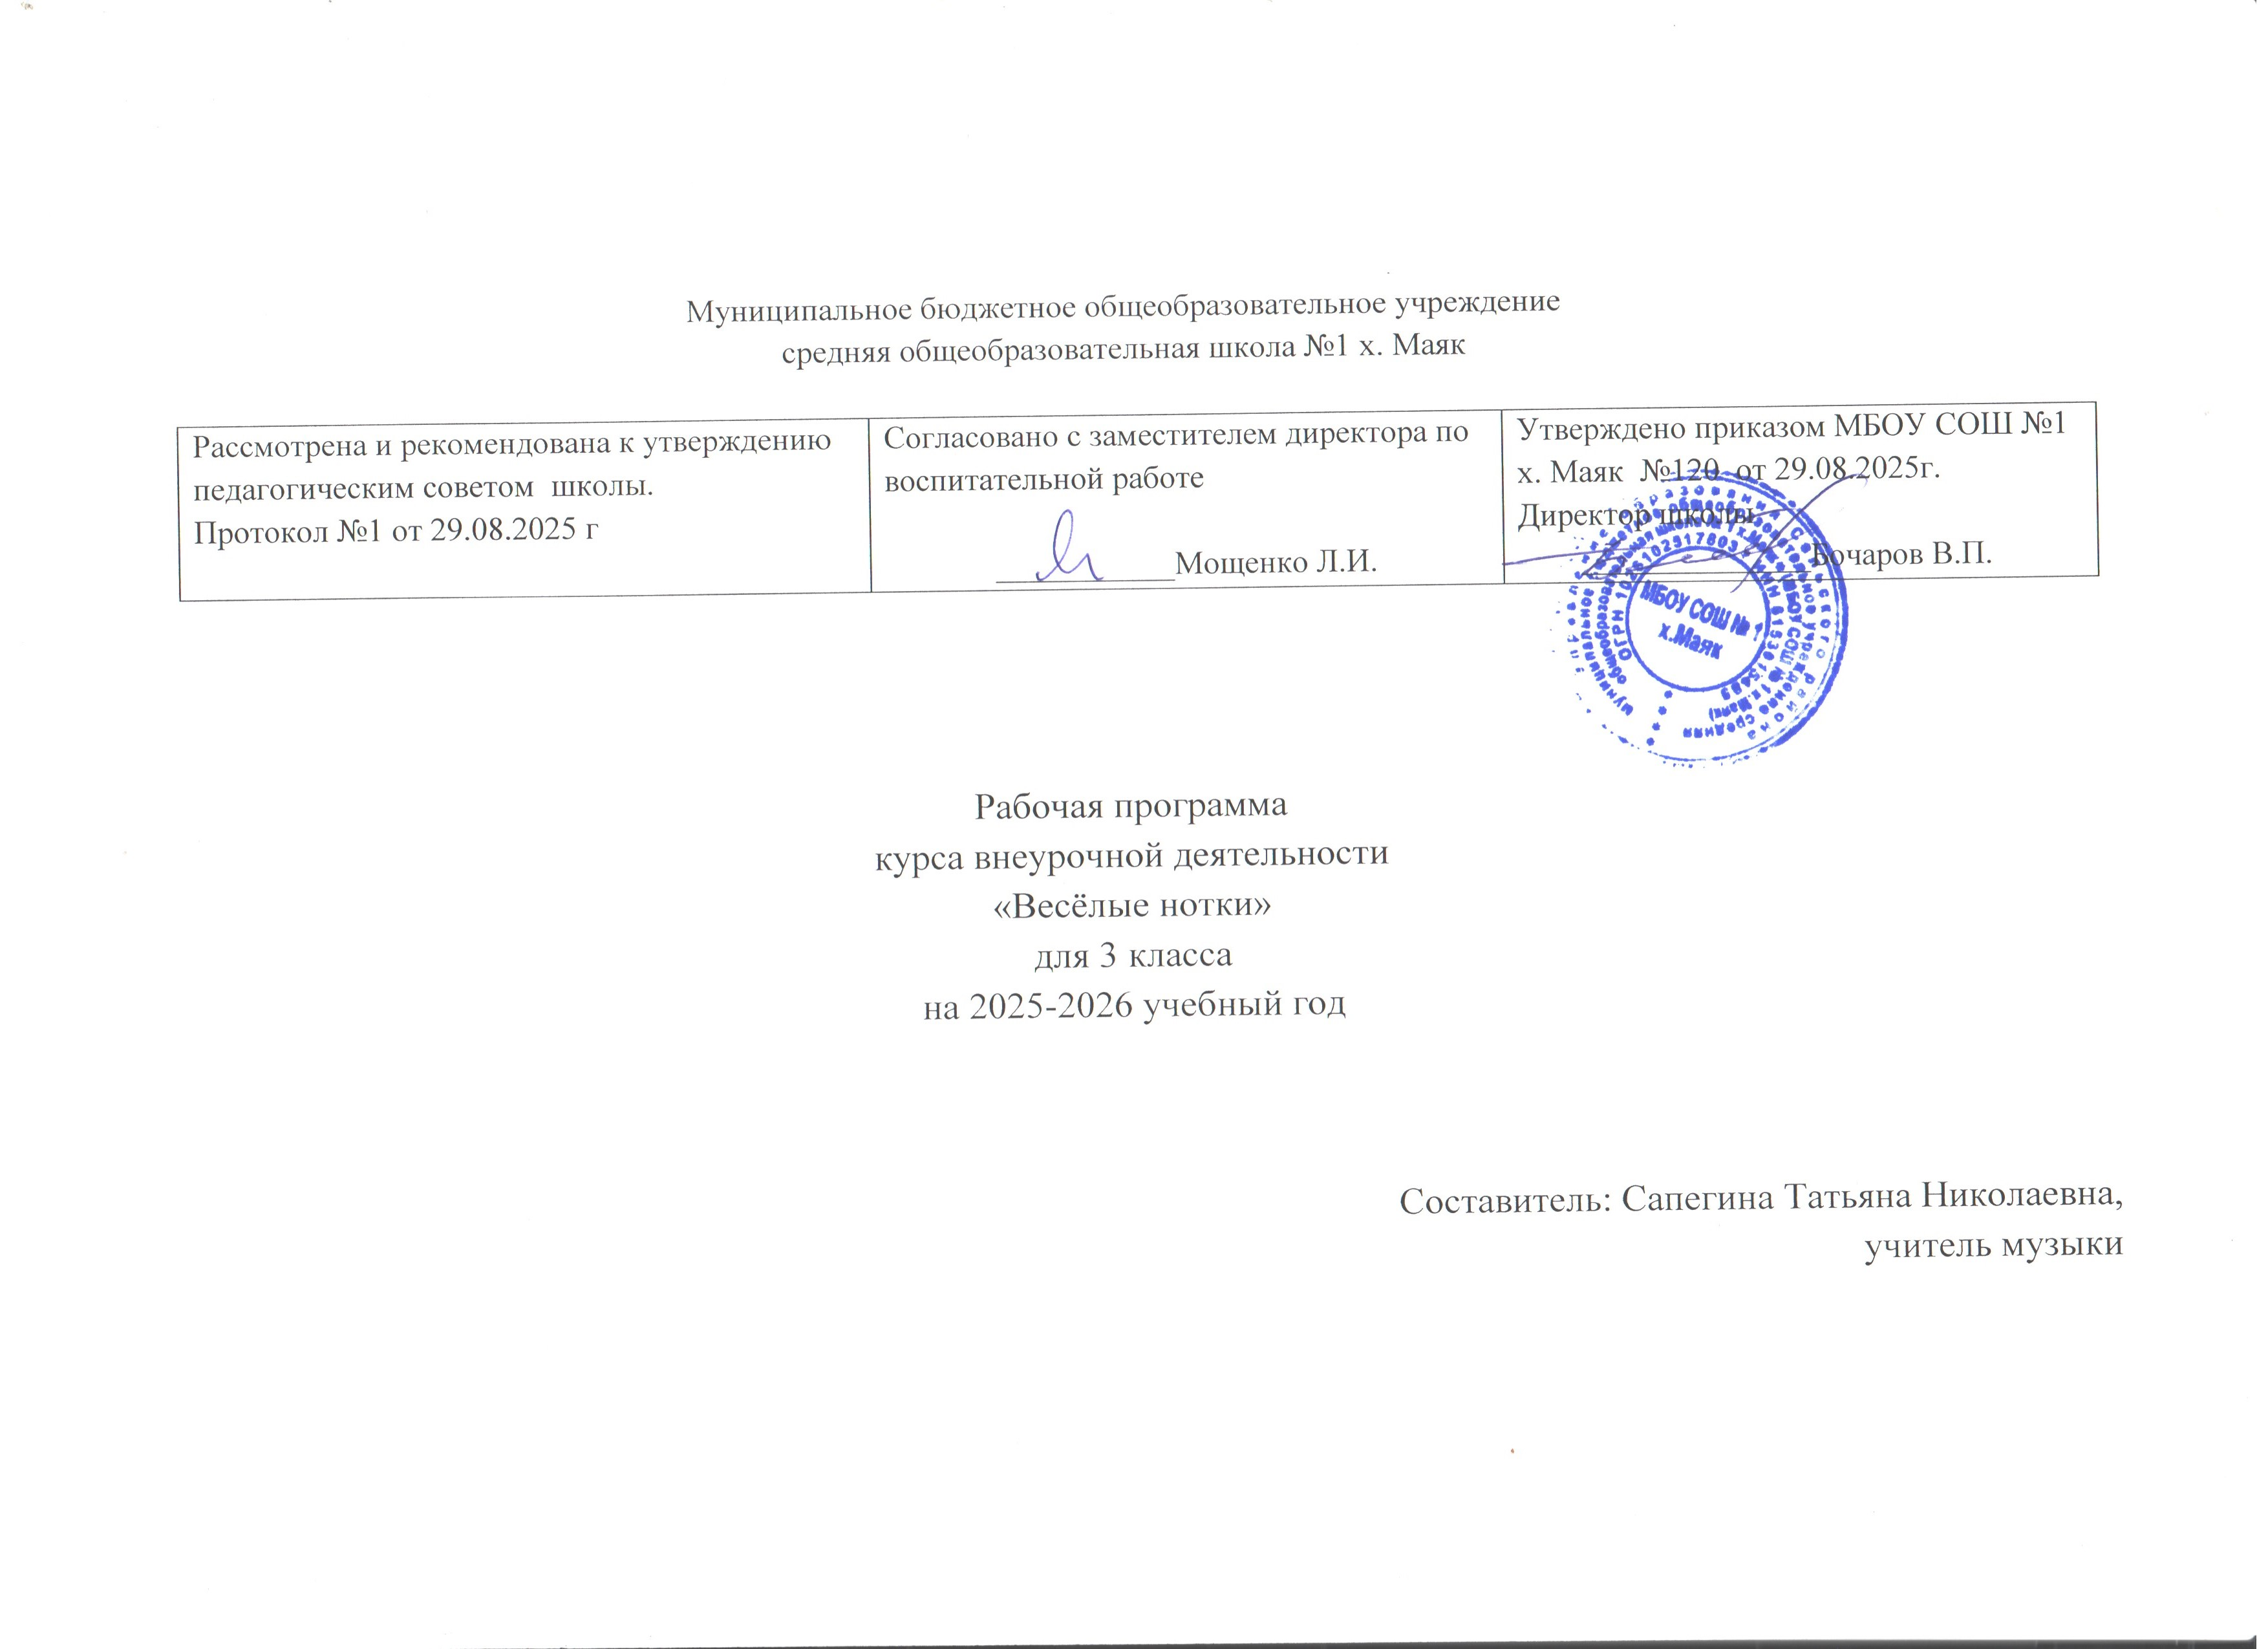 Муниципальное бюджетное общеобразовательное учреждение
средняя общеобразовательная школа №1 х. Маяк
Рассмотрена и рекомендована к утверждению
педагогическим советом школы.
Протокол №1 от 29.08.2025 г
Согласовано с заместителем директора по
воспитательной работе
Мощенко Л.И.
Утверждено приказом МБОУ СОШ №1
х. Маяк №120 от 29.08.2025г.
Директор школы
Бочаров В.П.
МБОУ СОШ № 1
х.Маяк
Рабочая программа
курса внеурочной деятельности
«Весёлые нотки»
для 3 класса
на 2025-2026 учебный год
Составитель: Сапегина Татьяна Николаевна,
учитель музыки